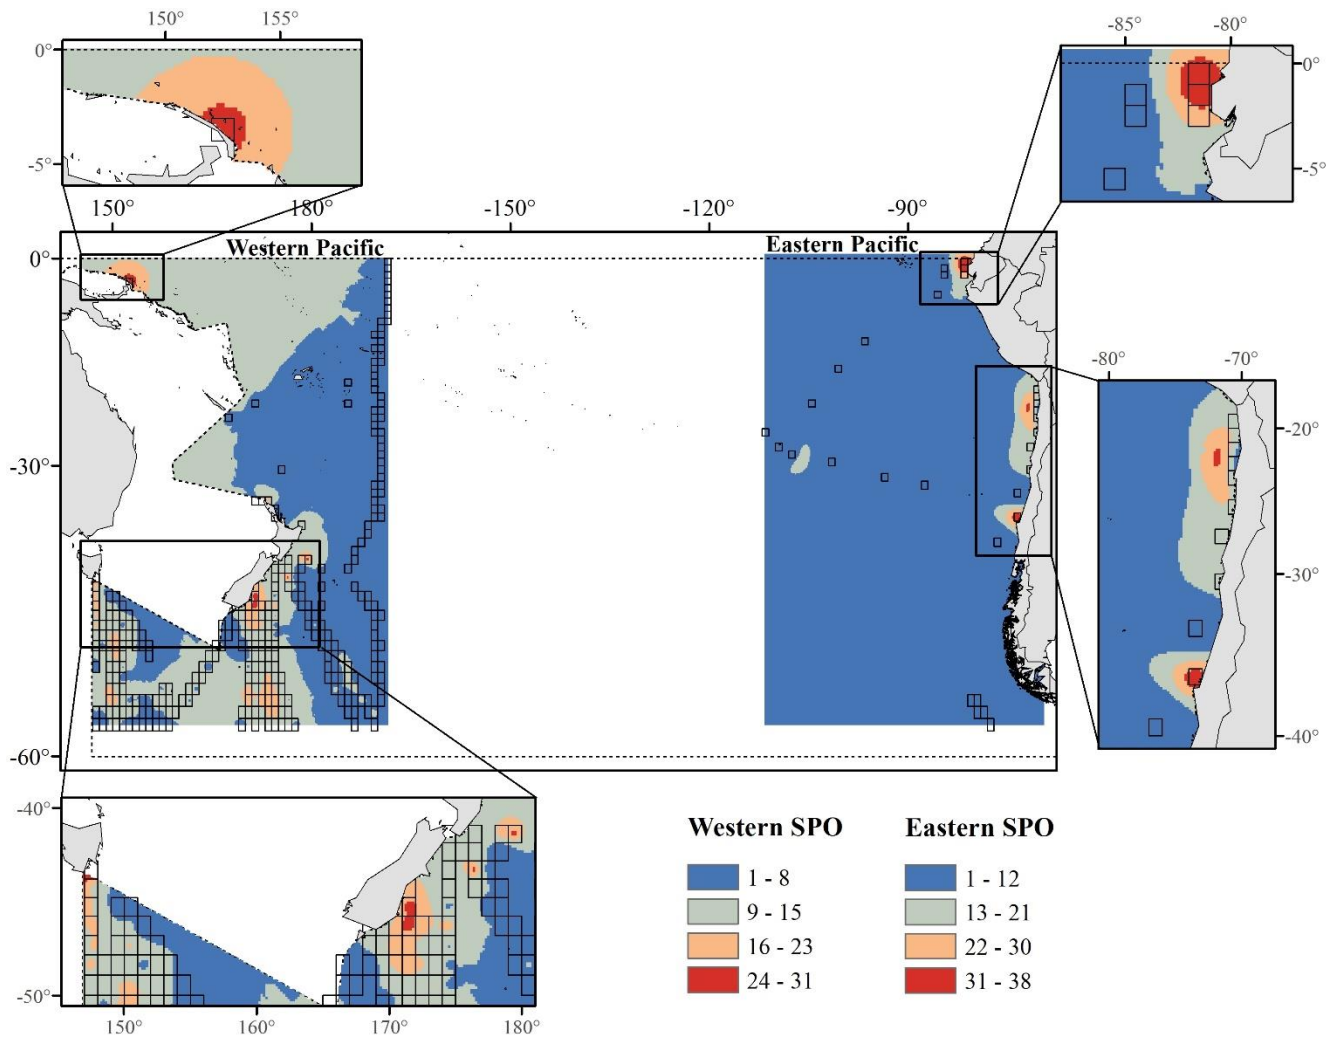 150° 155°
0°
-5°
-85° -80°
0°
-5°
150° 180° -150° -120° -90°
Western Pacific Eastern Pacific
0°
-30°
-60°
-80° -70°
-20°
-30°
-40°
-40°
-50°
150° 160° 170° 180°
Western SPO Eastern SPO
1 - 8 1 - 12
9 - 15 13 - 21
16 - 23 22 - 30
24 - 31 31 - 38